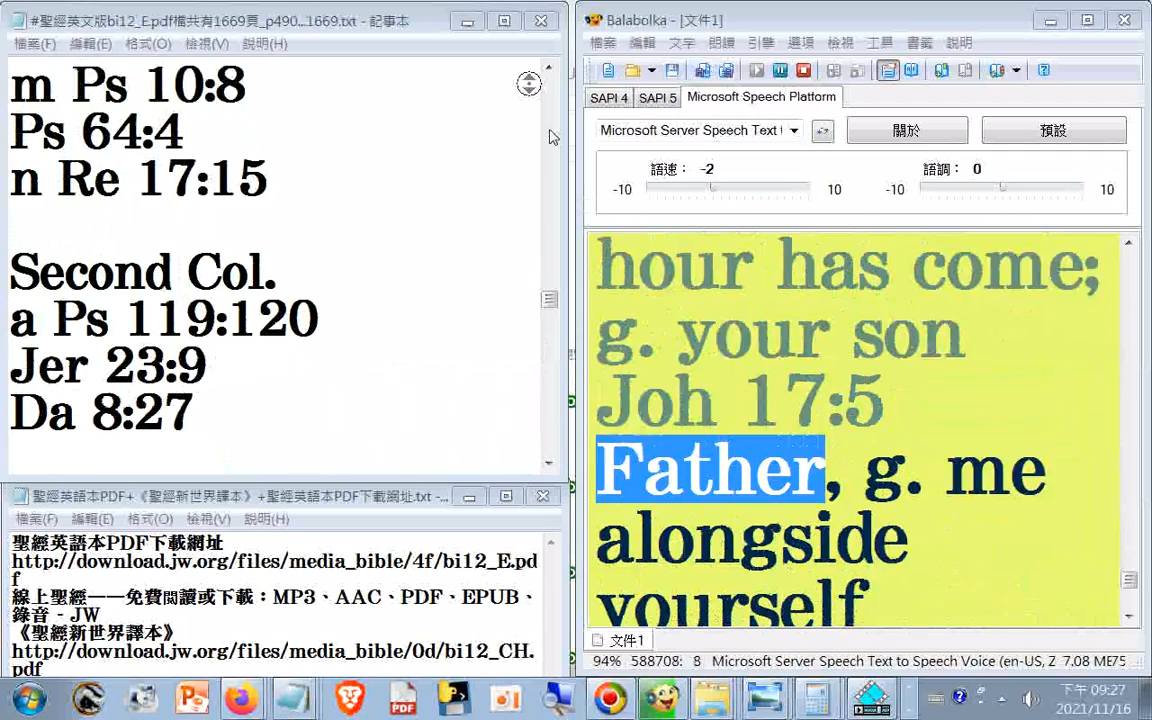 #聖經英文版bi12_E.pdf檔共有1669頁_p490...1669.txt - 記事本
檔案(F) 編輯(E) 格式(O) 檢視(V) 說明(H)
m Ps 10:8
Ps 64:4
n Re 17:15
Second Col.
a Ps 119:120
Jer 23:9
Da 8:27
聖經英語本PDF+《聖經新世界譯本》+聖經英語本PDF下載網址.txt -...
檔案(F) 編輯(E) 格式(O) 檢視(V) 說明(H)
聖經英語本PDF下載網址
http://download.jw.org/files/media_bible/4f/bi12_E.pd
f
線上聖經——免費閱讀或下載：MP3、AAC、PDF、EPUB、
錄音 - JW
《聖經新世界譯本》
http://download.jw.org/files/media_bible/0d/bi12_CH.
pdf
Balabolka - [文件1]
檔案 編輯 文字 朗讀 引擎 選項 檢視 工具 書籤 說明
SAPI 4 SAPI 5 Microsoft Speech Platform
Microsoft Server Speech Text 關於 預設
語速： -2 語調： 0
-10 10 -10 10
hour has come;
g. your son
Joh 17:5
Father, g. me
alongside
yourself
文件1
94% 588708: 8 Microsoft Server Speech Text to Speech Voice (en-US, Z 7.08 ME75
下午 09:27
2021/11/16